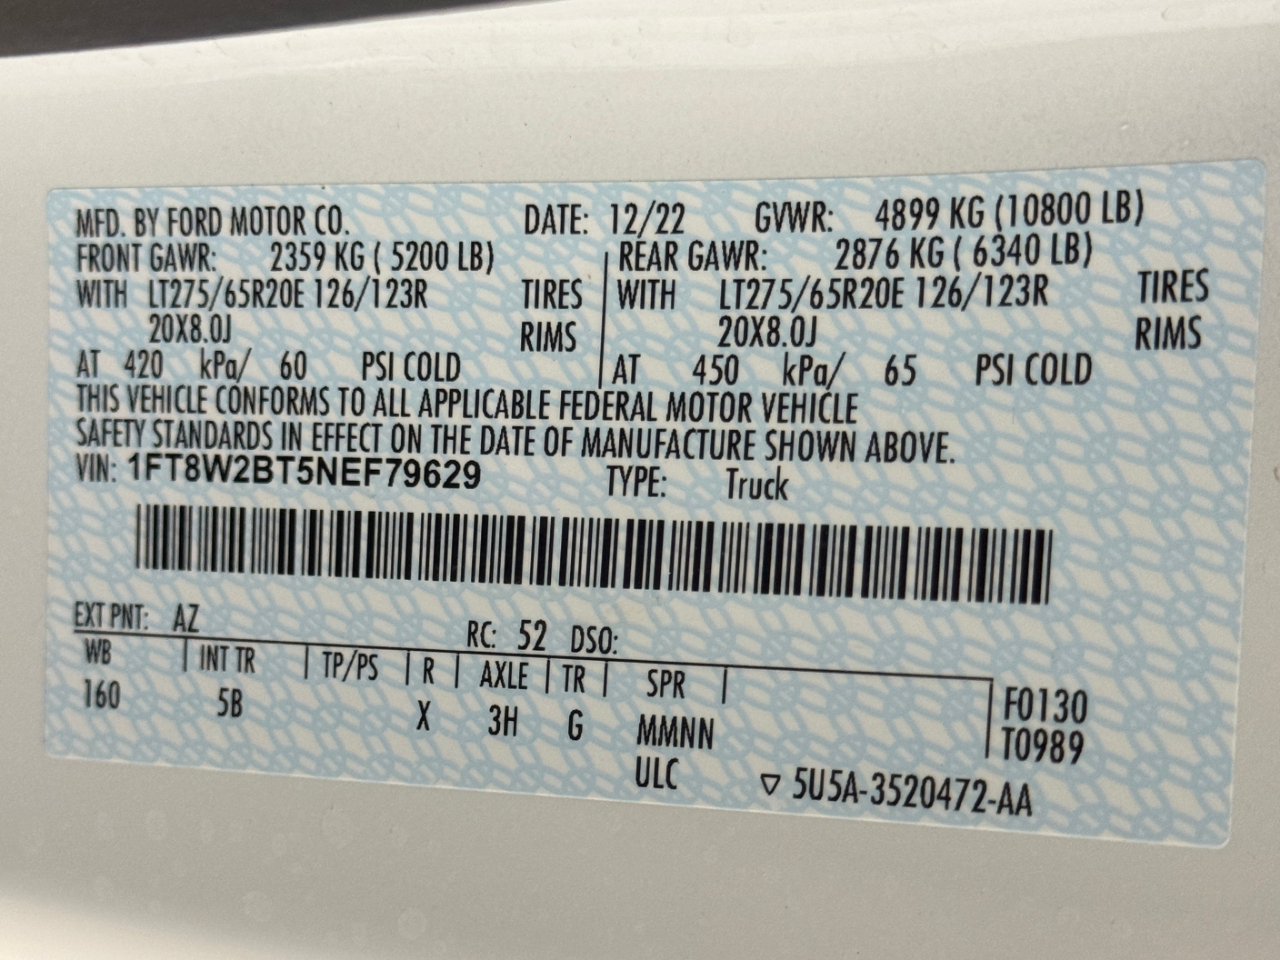 MFD. BY FORD MOTOR CO. DATE: 12/22 GVWR: 4899 KG (10800 LB)
FRONT GAWR: 2359 KG ( 5200 LB) REAR GAWR: 2876 KG ( 6340 LB)
WITH LT275/65R20E 126/123R TIRES WITH LT275/65R20E 126/123R TIRES
20X8.0J RIMS 20X8.0J RIMS
AT 420 kPa/ 60 PSI COLD AT 450 kPa/ 65 PSI COLD
THIS VEHICLE CONFORMS TO ALL APPLICABLE FEDERAL MOTOR VEHICLE
SAFETY STANDARDS IN EFFECT ON THE DATE OF MANUFACTURE SHOWN ABOVE.
VIN: 1FT8W2BT5NEF79629 TYPE: Truck
EXT PNT: AZ RC: 52 DSO:
WB INT TR TP/PS R AXLE TR SPR F0130
160 5B X 3H G MMNN T0989
ULC ▽ 5U5A-3520472-AA